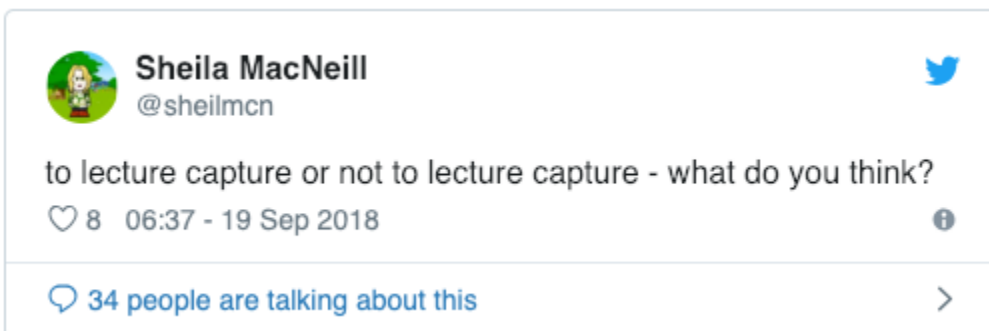 Sheila MacNeill
@sheilmcn
to lecture capture or not to lecture capture - what do you think?
8 06:37 - 19 Sep 2018
34 people are talking about this